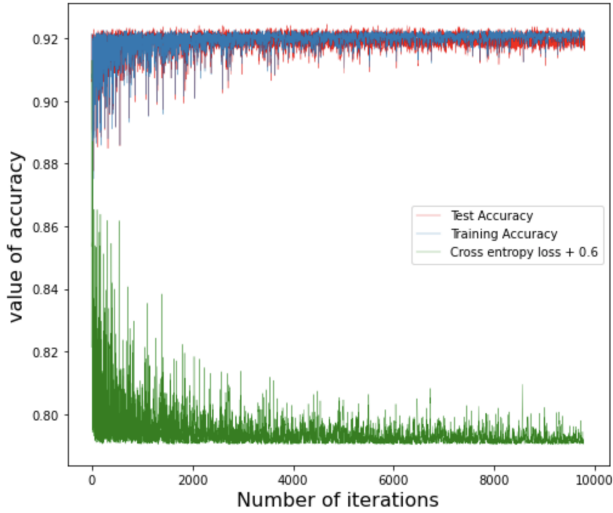 0.92
0.90
0.88
0.86
0.84
0.82
0.80
value of accuracy
Test Accuracy
Training Accuracy
Cross entropy loss + 0.6
0 2000 4000 6000 8000 10000
Number of iterations